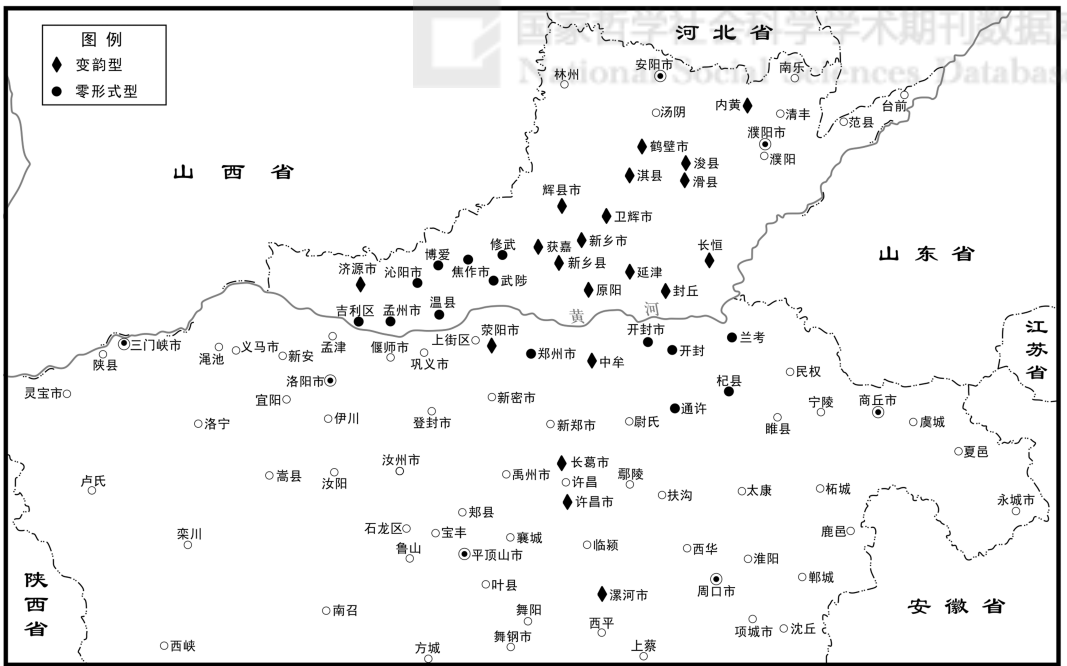 国家哲学社会科学学术期刊数据库
National Social Sciences Database
图 例
变韵型
零形式型
河北省
山西省
山东省
江苏省
安徽省
陕西省
林州
安阳市
南乐
汤阴
内黄
清丰
台前
范县
濮阳市
濮阳
鹤壁市
浚县
淇县
滑县
辉县市
卫辉市
获嘉
新乡市
新乡县
长恒
延津
原阳
封丘
修武
博爱
焦作市
济源市
沁阳市
武陟
温县
吉利区
孟州市
黄河
荥阳市
上街区
开封市
兰考
三门峡市
陕县
渑池
义马市
新安
孟津
偃师市
巩义市
郑州市
中牟
开封
民权
灵宝市
洛阳市
宜阳
新密市
杞县
通许
宁陵
商丘市
洛宁
伊川
登封市
新郑市
尉氏
睢县
虞城
夏邑
卢氏
嵩县
汝阳
汝州市
禹州市
长葛市
许昌
鄢陵
许昌市
扶沟
太康
柘城
永城市
郏县
石龙区
宝丰
襄城
鹿邑
栾川
鲁山
平顶山市
临颍
西华
淮阳
叶县
周口市
郸城
漯河市
南召
舞阳
西平
项城市
沈丘
西峡
方城
舞钢市
上蔡